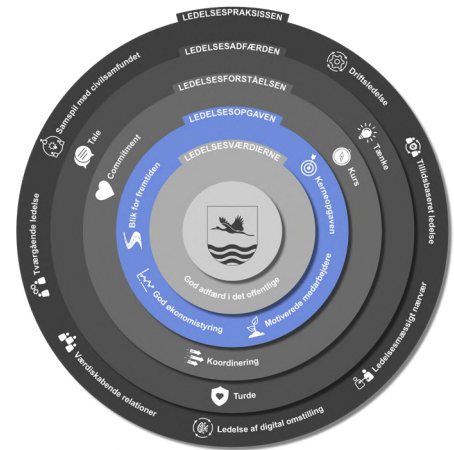 LEDELSESPRAKSISSEN
Driftsledelse
Tillidsbaseret ledelse
Ledelsesmæssigt nærvær
Ledelse af digital omstilling
Værdiskabende relationer
Tværgående ledelse
Samspil med civilsamfundet
LEDELSESADFÆRDEN
Tænke
Turde
Tale
LEDELSESFORSTÅELSEN
Kurs
Koordinering
Commitment
LEDELSESOPGAVEN
Kerneopgaven
Motiverede medarbejdere
God økonomistyring
Blik for fremtiden
LEDELSESVÆRDIERNE
God adfærd i det offentlige